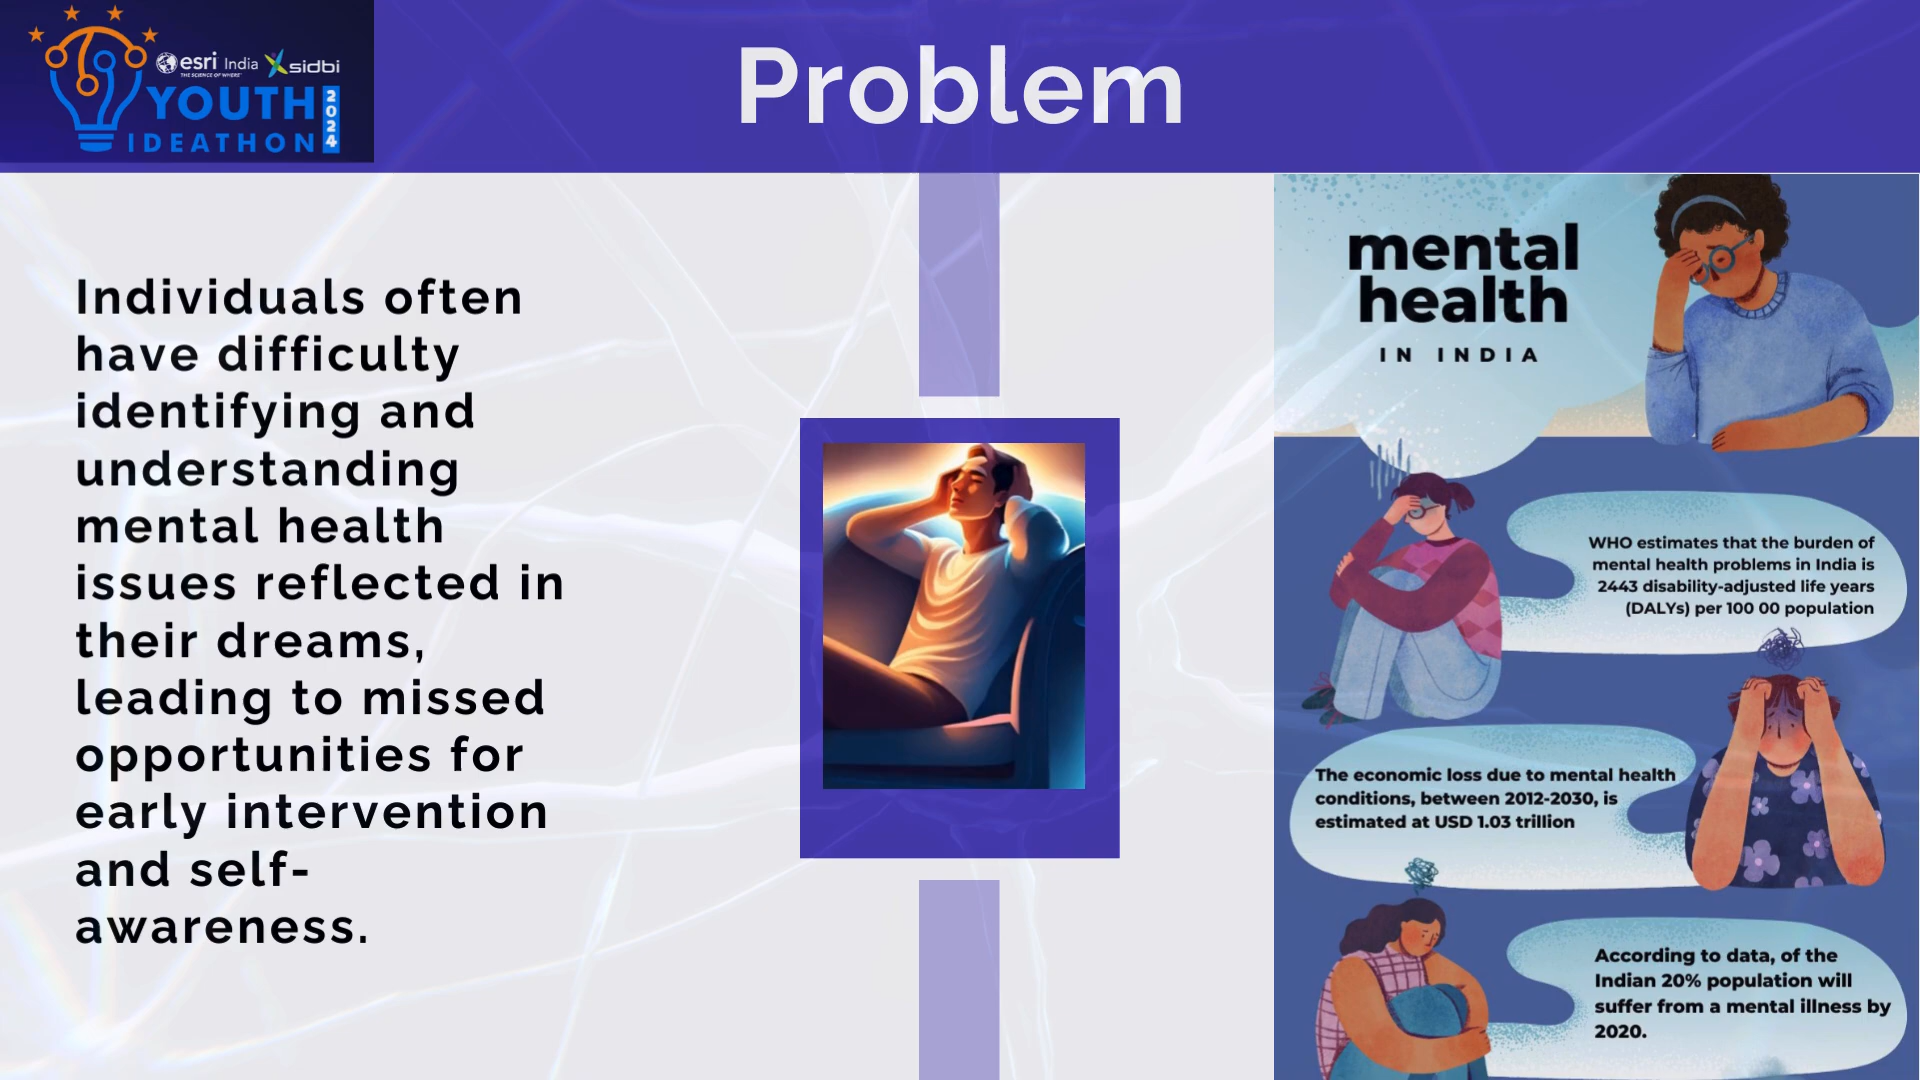 esri India
THE SCIENCE OF WHERE
sidbi
YOUTH
IDEATHON
2024
Problem
Individuals often
have difficulty
identifying and
understanding
mental health
issues reflected in
their dreams,
leading to missed
opportunities for
early intervention
and self-
awareness.
mental
health
IN INDIA
WHO estimates that the burden of
mental health problems in India is
2443 disability-adjusted life years
(DALYs) per 100 00 population
The economic loss due to mental health
conditions, between 2012-2030, is
estimated at USD 1.03 trillion
According to data, of the
Indian 20% population will
suffer from a mental illness by
2020.